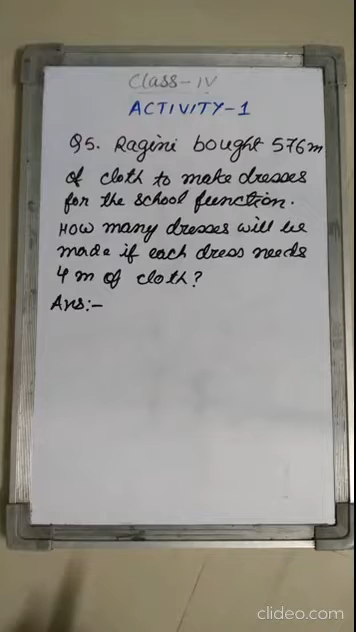 Class-IV
ACTIVITY-1
Q5. Ragini bought 576m
of cloth to make dresses
for the school function.
How many dresses will be
made if each dress needs
4 m of cloth?
Ans:-
clideo.com